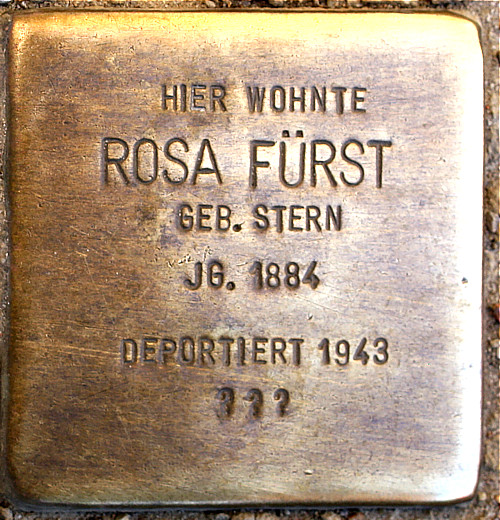 HIER WOHNTE
ROSA FÜRST
GEB. STERN
JG. 1884
DEPORTIERT 1943
???